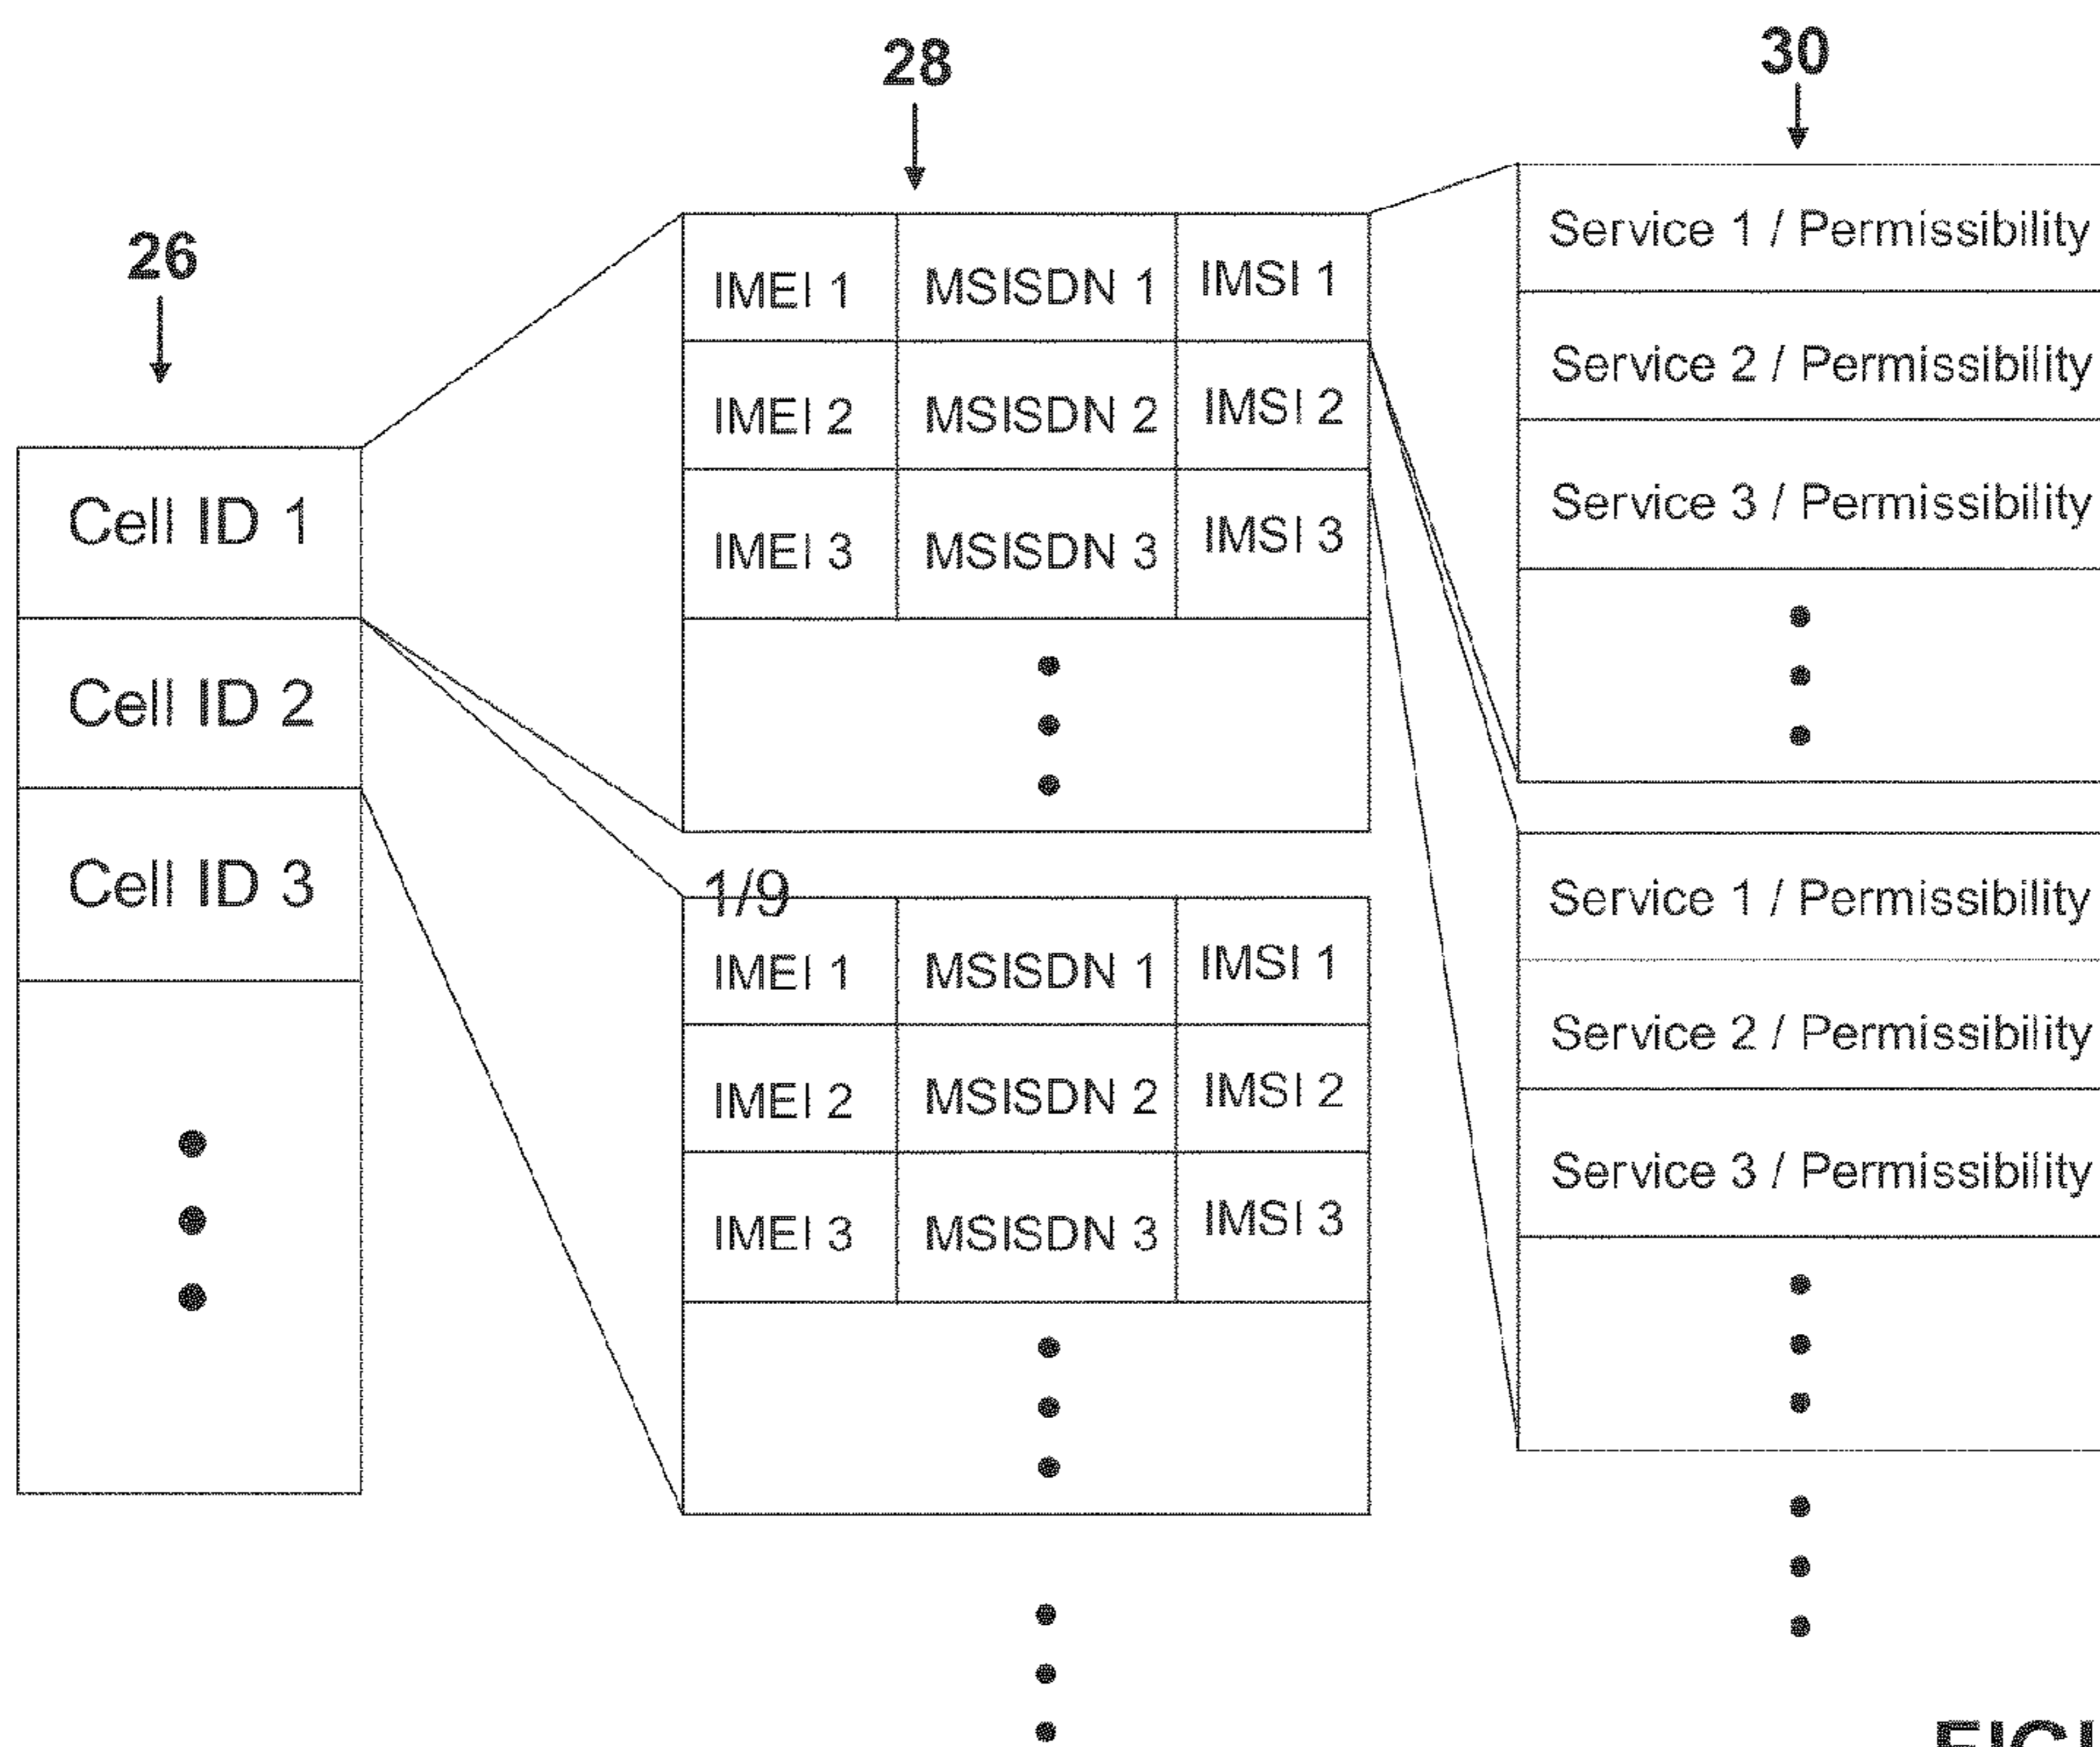 26
Cell ID 1
Cell ID 2
Cell ID 3
28
IMEI 1 MSISDN 1 IMSI 1
IMEI 2 MSISDN 2 IMSI 2
IMEI 3 MSISDN 3 IMSI 3
1/9
IMEI 1 MSISDN 1 IMSI 1
IMEI 2 MSISDN 2 IMSI 2
IMEI 3 MSISDN 3 IMSI 3
30
Service 1 / Permissibility
Service 2 / Permissibility
Service 3 / Permissibility
Service 1 / Permissibility
Service 2 / Permissibility
Service 3 / Permissibility